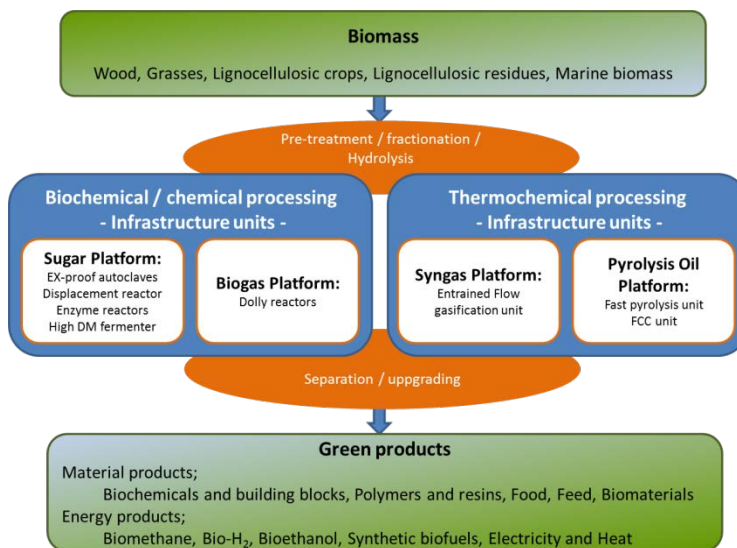 Biomass
Wood, Grasses, Lignocellulosic crops, Lignocellulosic residues, Marine biomass
Pre-treatment / fractionation /
Hydrolysis
Biochemical / chemical processing
- Infrastructure units -
Sugar Platform:
EX-proof autoclaves
Displacement reactor
Enzyme reactors
High DM fermenter
Biogas Platform:
Dolly reactors
Thermochemical processing
- Infrastructure units -
Syngas Platform:
Entrained Flow
gasification unit
Pyrolysis Oil
Platform:
Fast pyrolysis unit
FCC unit
Separation / uppgrading
Green products
Material products;
Biochemicals and building blocks, Polymers and resins, Food, Feed, Biomaterials
Energy products;
Biomethane, Bio-H₂, Bioethanol, Synthetic biofuels, Electricity and Heat